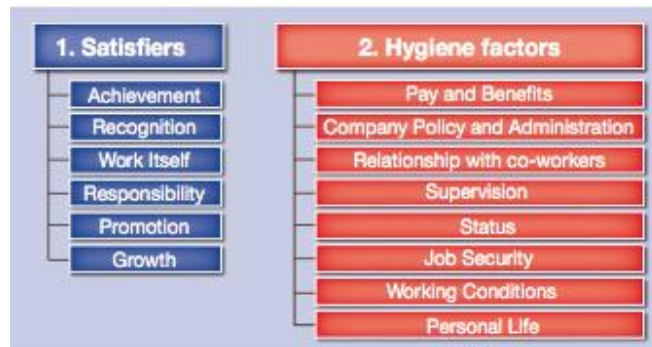 1. Satisfiers
Achievement
Recognition
Work Itself
Responsibility
Promotion
Growth
2. Hygiene factors
Pay and Benefits
Company Policy and Administration
Relationship with co-workers
Supervision
Status
Job Security
Working Conditions
Personal Life